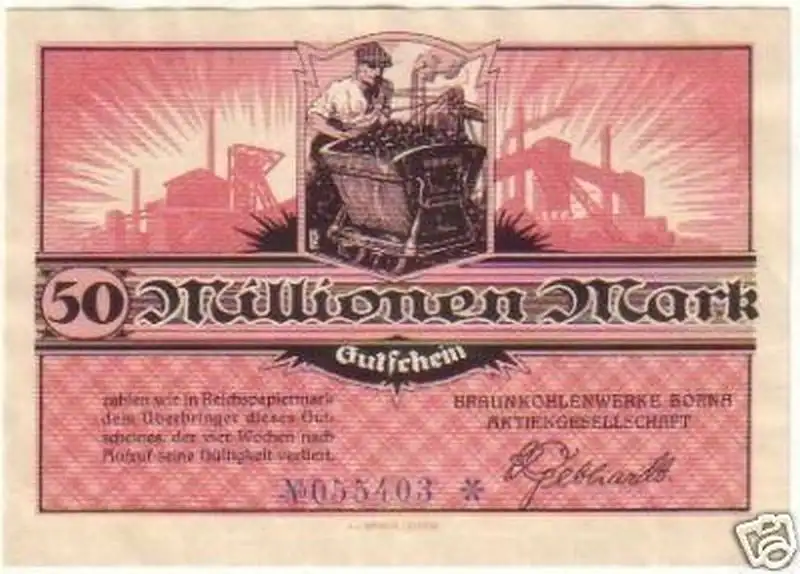 50 Millionen Mark
Gutschein
zahlen wir in Reichspapiermark
dem Überbringer dieses Gut-
scheines, der vier Wochen nach
Aufruf seine Gültigkeit verliert.
BRAUNKOHLENWERKE BORNA
AKTIENGESELLSCHAFT
Gebhardt
№055403 *